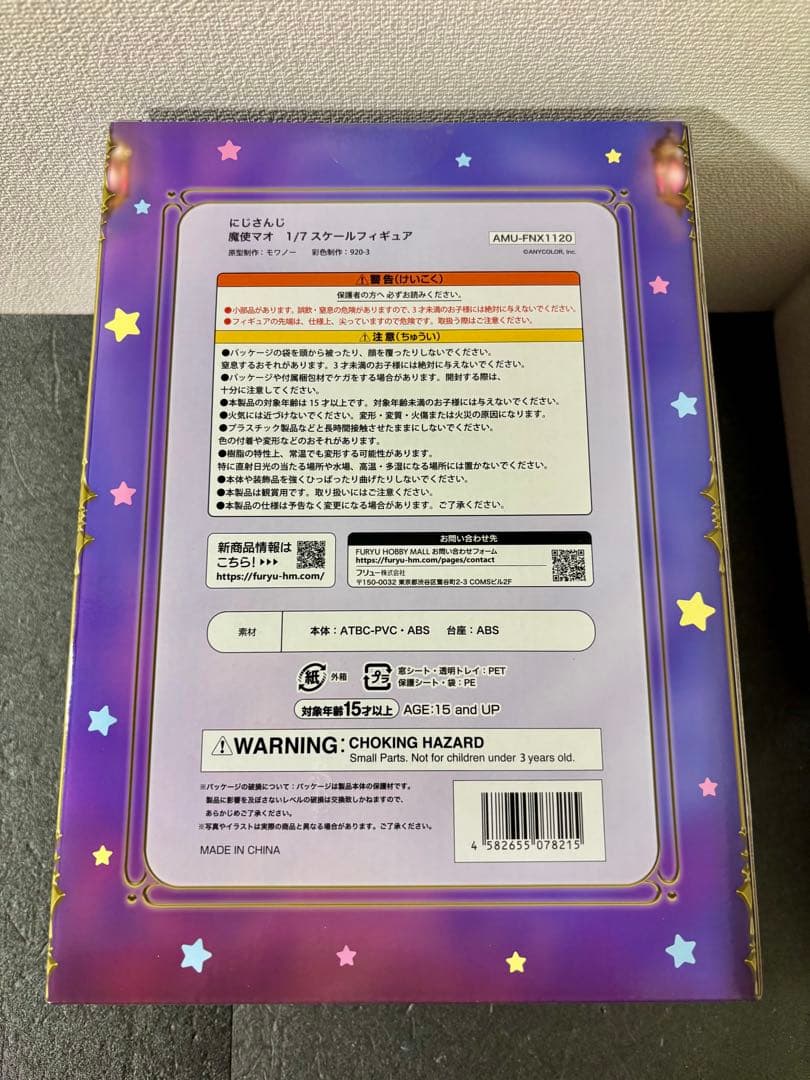 にじさんじ
魔使マオ　1/7 スケールフィギュア
AMU-FNX1120
原型制作：モワノー　彩色制作：920-3
©ANYCOLOR, Inc.
⚠警告(けいこく)
保護者の方へ 必ずお読みください。
●小部品があります。誤飲・窒息の危険がありますので、3才未満のお子様には絶対に与えないでください。
●フィギュアの先端は、仕様上、尖っていますので危険です。取扱う際はご注意ください。
⚠注意(ちゅうい)
●パッケージの袋を頭から被ったり、顔を覆ったりしないでください。
窒息するおそれがあります。3才未満のお子様には絶対に与えないでください。
●パッケージや付属梱包材でケガをする場合があります。開封する際は、
十分に注意してください。
●本製品の対象年齢は15才以上です。対象年齢未満のお子様には与えないでください。
●火気には近づけないでください。変形・変質・火傷または火災の原因になります。
●プラスチック製品などと長時間接触させたままにしないでください。
色の付着や変形などのおそれがあります。
●樹脂の特性上、常温でも変形する可能性があります。
特に直射日光の当たる場所や水場、高温・多湿になる場所には置かないでください。
●本体や装飾品を強くひっぱったり曲げたりしないでください。
●本製品は観賞用です。取り扱いにはご注意ください。
●本製品の仕様は予告なく変更になる場合があります。ご了承ください。
新商品情報は
こちら!▸▸▸
https://furyu-hm.com/
お問い合わせ先
FURYU HOBBY MALL お問い合わせフォーム
https://furyu-hm.com/pages/contact
フリュー株式会社
〒150-0032 東京都渋谷区鶯谷町2-3 COMSビル2F
素材　本体：ATBC-PVC・ABS　台座：ABS
紙 外箱
プラ 窓シート・透明トレイ：PET
保護シート・袋：PE
対象年齢15才以上 AGE:15 and UP
⚠WARNING: CHOKING HAZARD
Small Parts. Not for children under 3 years old.
※パッケージの破損について：パッケージは製品本体の保護材です。
製品に影響を及ぼさないレベルの破損は交換致しかねますので、
あらかじめご了承ください。
※写真やイラストは実際の商品と異なる場合があります。ご了承ください。
MADE IN CHINA
4 582655 078215